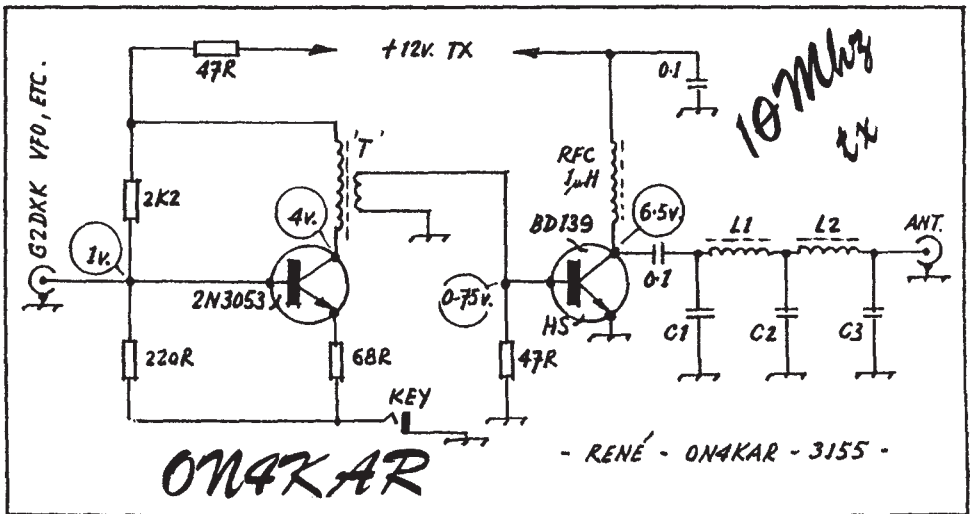 +12v. TX
47R
0.1
10Mhz
tx
G2DKK VFO, ETC.
'T'
RFC
1µH
2K2
4v.
6.5v.
BD139
L1
L2
ANT.
1v.
2N3053
0.75v.
0.1
HS
C1
C2
C3
220R
68R
47R
KEY
ON4KAR
- RENÉ - ON4KAR - 3155 -